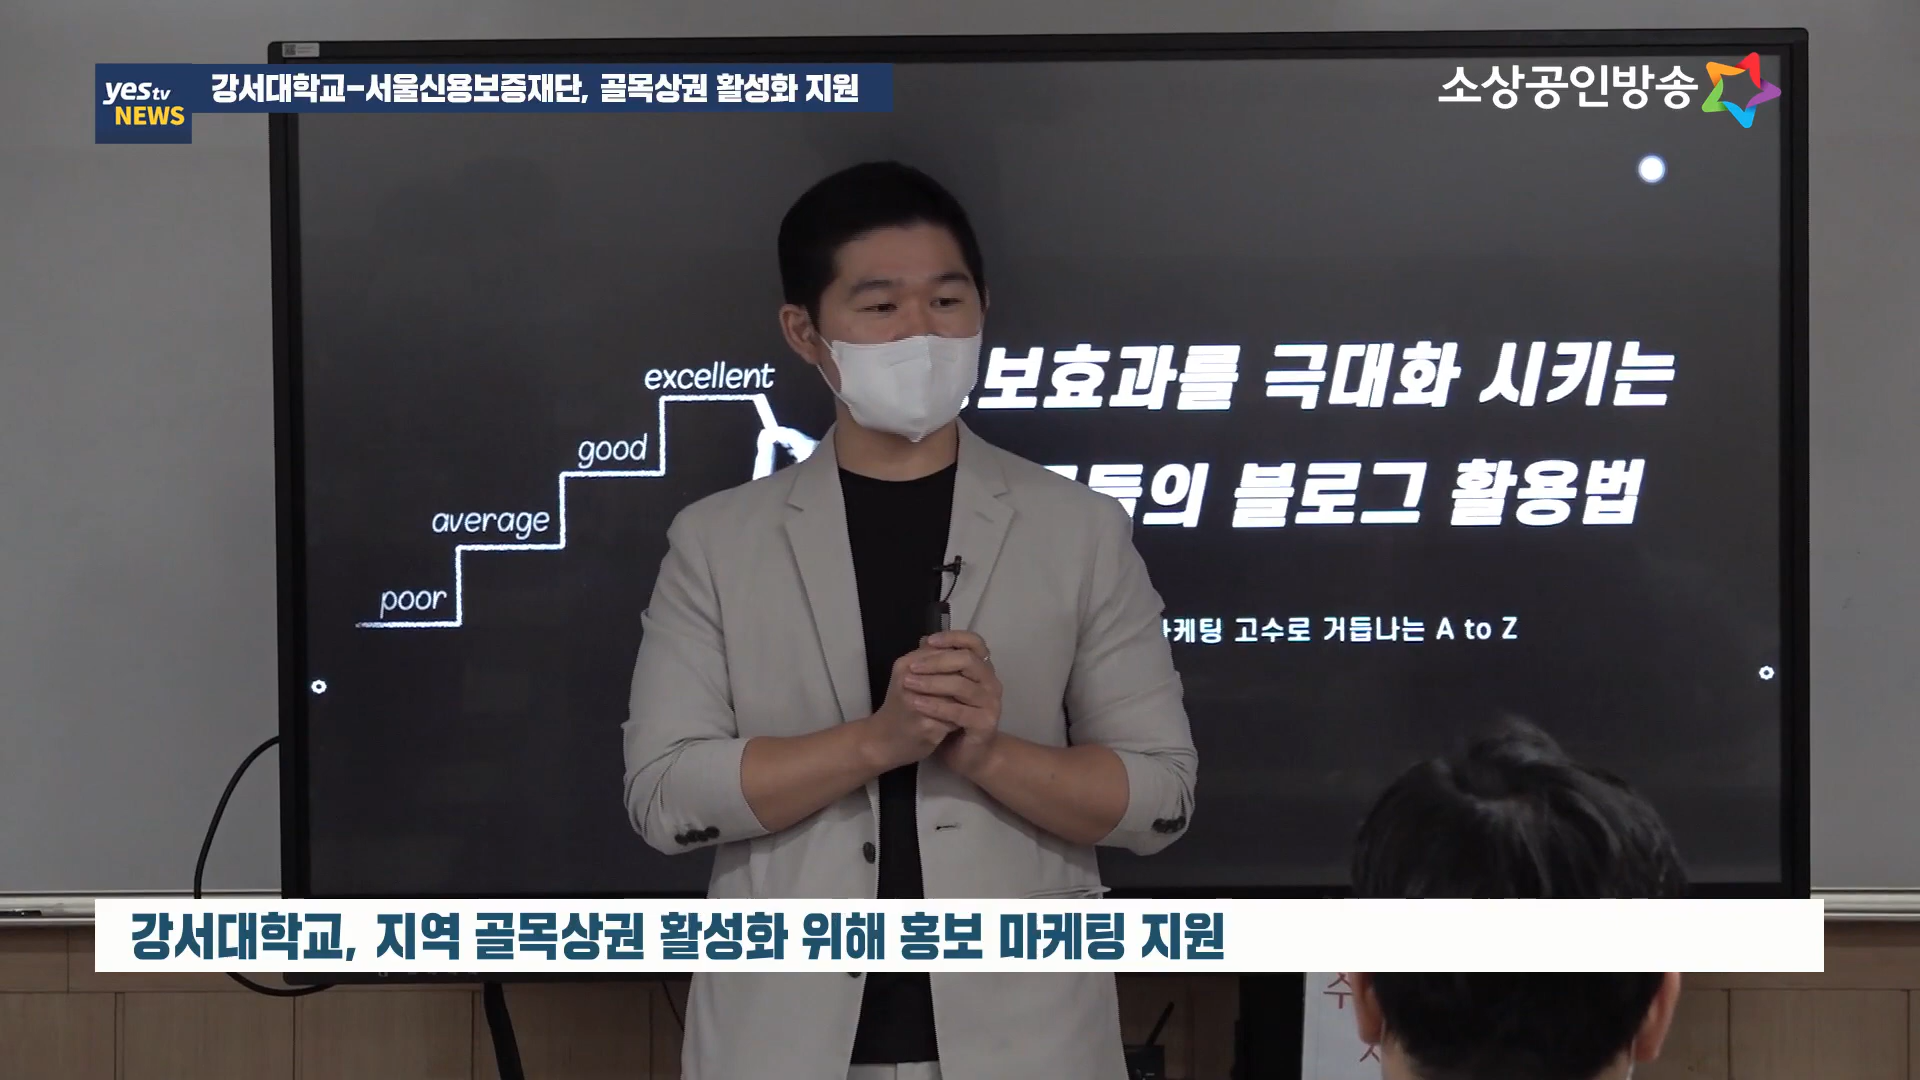 yes tv
NEWS
강서대학교-서울신용보증재단, 골목상권 활성화 지원
소상공인방송
excellent
good
average
poor
보효과를 극대화 시키는
들의 블로그 활용법
케팅 고수로 거듭나는 A to Z
강서대학교, 지역 골목상권 활성화 위해 홍보 마케팅 지원